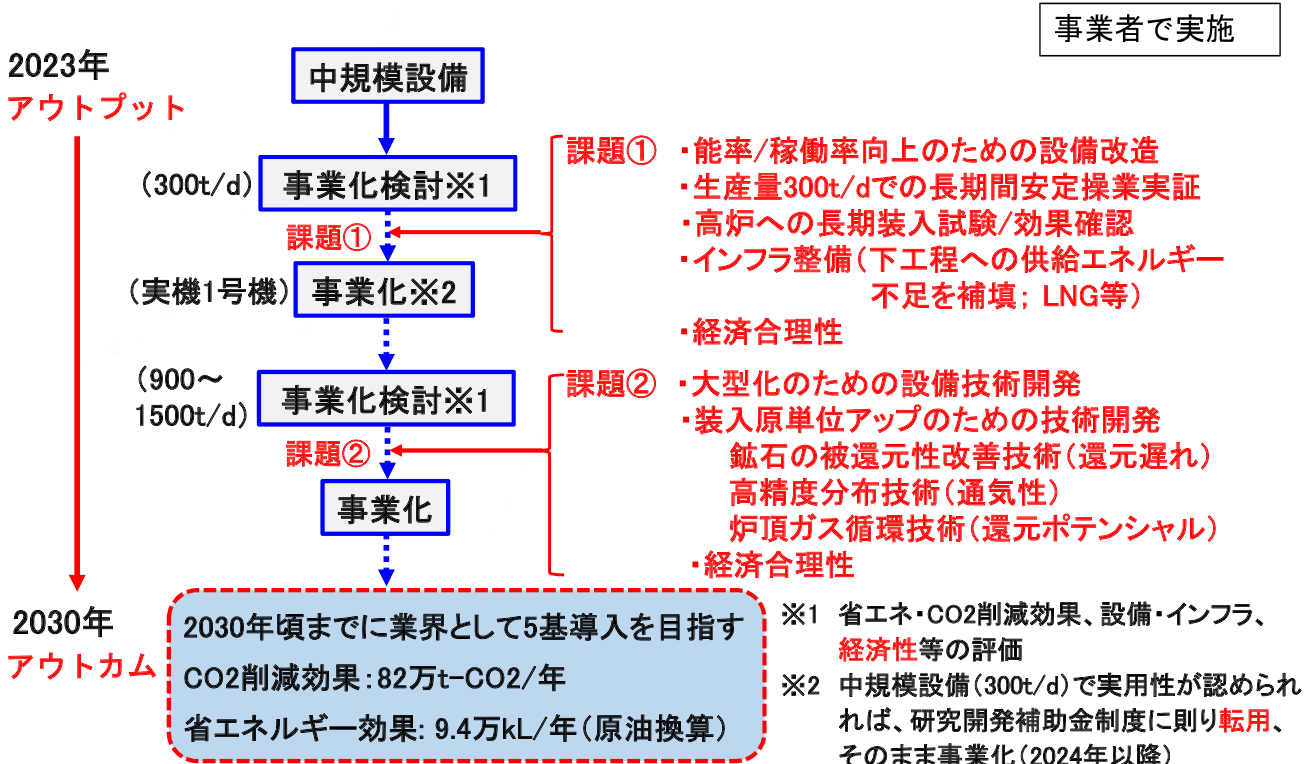 事業者で実施
2023年
アウトプット
中規模設備
(300t/d)
事業化検討※1
課題①
(実機1号機)
事業化※2
(900～
1500t/d)
事業化検討※1
課題②
事業化
課題①
・能率/稼働率向上のための設備改造
・生産量300t/dでの長期間安定操業実証
・高炉への長期装入試験/効果確認
・インフラ整備(下工程への供給エネルギー
不足を補填; LNG等)
・経済合理性
課題②
・大型化のための設備技術開発
・装入原単位アップのための技術開発
鉱石の被還元性改善技術(還元遅れ)
高精度分布技術(通気性)
炉頂ガス循環技術(還元ポテンシャル)
・経済合理性
2030年
アウトカム
2030年頃までに業界として5基導入を目指す
CO2削減効果:82万t-CO2/年
省エネルギー効果: 9.4万kL/年(原油換算)
※1 省エネ・CO2削減効果、設備・インフラ、
経済性等の評価
※2 中規模設備(300t/d)で実用性が認められ
れば、研究開発補助金制度に則り転用、
そのまま事業化(2024年以降)